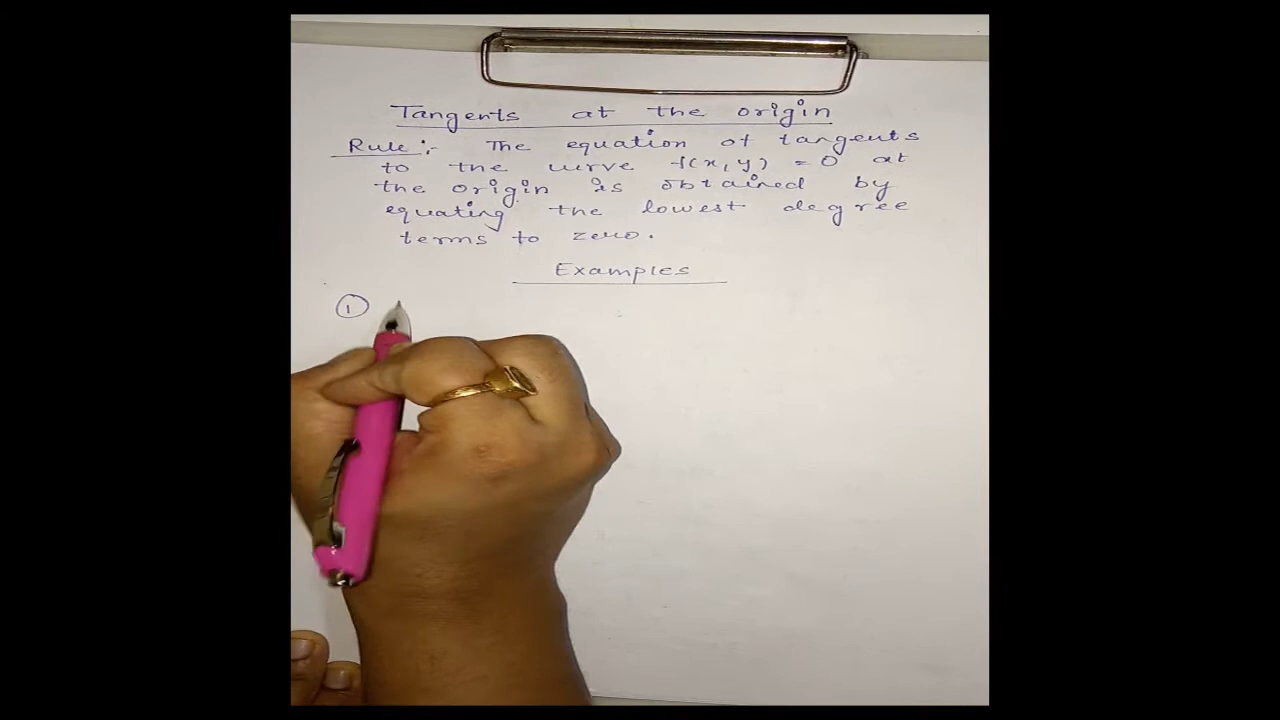 Tangents at the origin
Rule :- The equation of tangents
to the curve f(x, y) = 0 at
the origin is obtained by
equating the lowest degree
terms to zero.
Examples
1